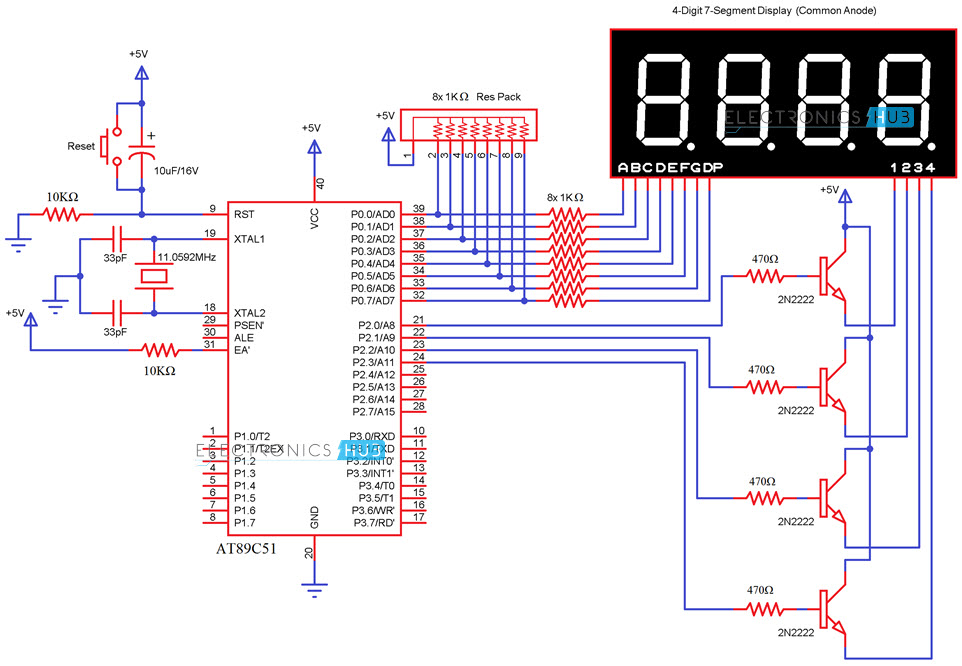 4-Digit 7-Segment Display (Common Anode)
ELECTRONICS HUB
ABCDEFGDP
1234
+5V
Reset
+
10uF/16V
10KΩ
33pF
11.0592MHz
33pF
+5V
10KΩ
+5V
8x 1KΩ Res Pack
+5V
1 2 3 4 5 6 7 8 9
8x 1KΩ
40
VCC
9 RST
19 XTAL1
18 XTAL2
29 PSEN'
30 ALE
31 EA'
1 P1.0/T2
2 P1.1/T2EX
3 P1.2
4 P1.3
5 P1.4
6 P1.5
7 P1.6
8 P1.7
P0.0/AD0 39
P0.1/AD1 38
P0.2/AD2 37
P0.3/AD3 36
P0.4/AD4 35
P0.5/AD5 34
P0.6/AD6 33
P0.7/AD7 32
P2.0/A8 21
P2.1/A9 22
P2.2/A10 23
P2.3/A11 24
P2.4/A12 25
P2.5/A13 26
P2.6/A14 27
P2.7/A15 28
P3.0/RXD 10
P3.1/TXD 11
P3.2/INT0' 12
P3.3/INT1' 13
P3.4/T0 14
P3.5/T1 15
P3.6/WR' 16
P3.7/RD' 17
ELECTRONICS HUB
GND
20
AT89C51
+5V
470Ω
2N2222
470Ω
2N2222
470Ω
2N2222
470Ω
2N2222